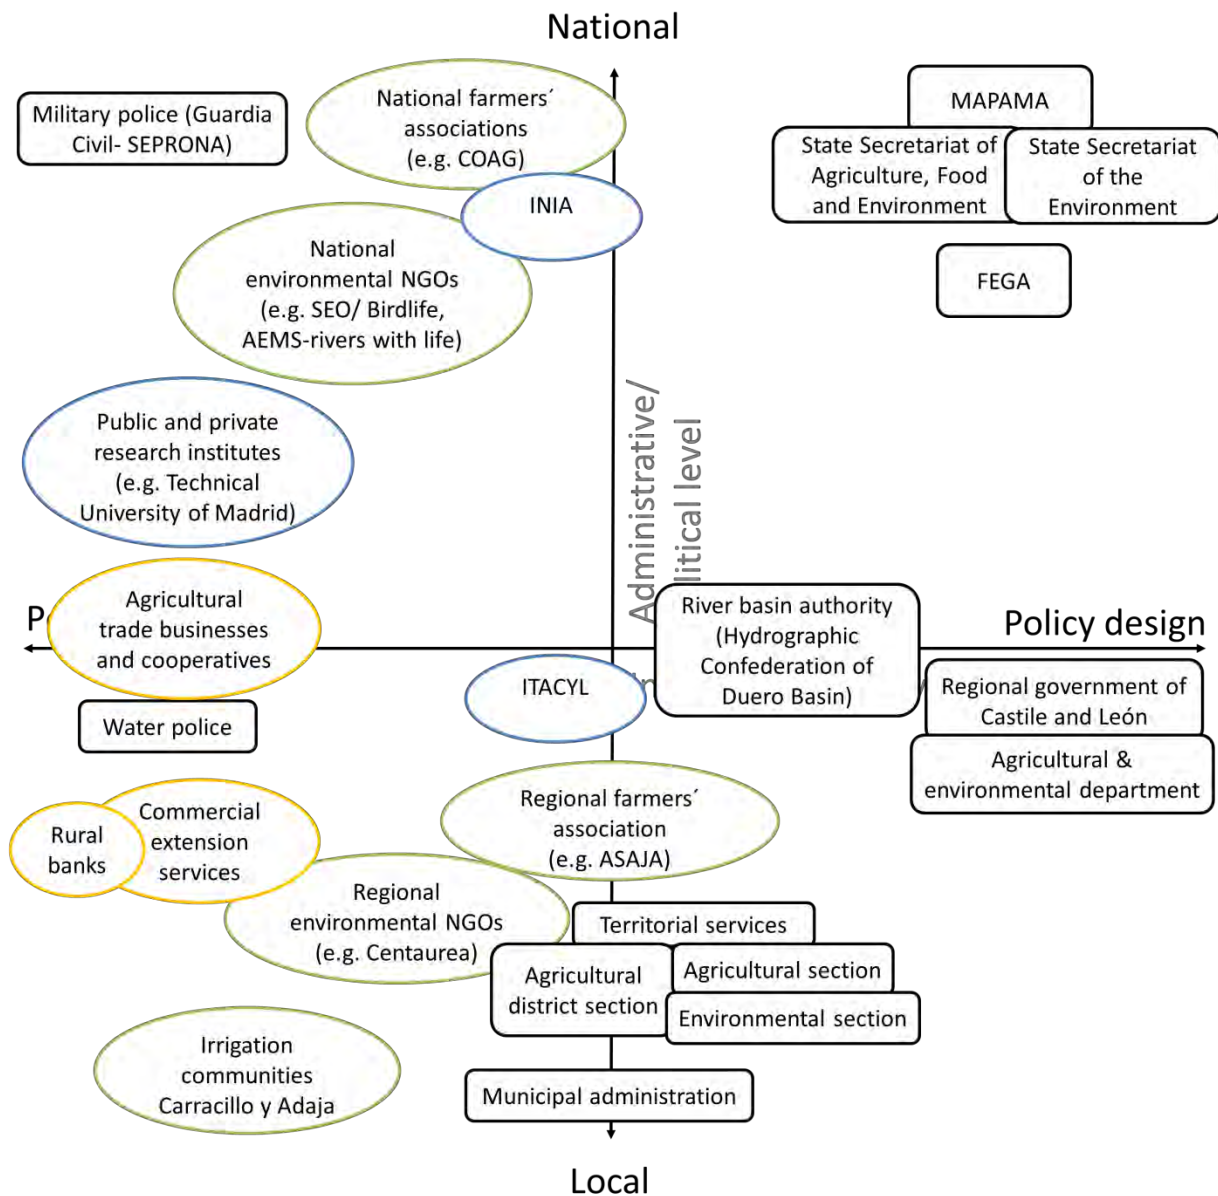 National
Military police (Guardia
Civil- SEPRONA)
National farmers´
associations
(e.g. COAG)
MAPAMA
State Secretariat of
Agriculture, Food
and Environment
State Secretariat
of the
Environment
INIA
FEGA
National
environmental NGOs
(e.g. SEO/ Birdlife,
AEMS-rivers with life)
Public and private
research institutes
(e.g. Technical
University of Madrid)
Administrative/
litical level
Agricultural
trade businesses
and cooperatives
River basin authority
(Hydrographic
Confederation of
Duero Basin)
Policy design
ITACYL
Regional government of
Castile and León
Water police
Agricultural &
environmental department
Commercial
extension
services
Rural
banks
Regional farmers´
association
(e.g. ASAJA)
Regional
environmental NGOs
(e.g. Centaurea)
Territorial services
Agricultural
district section
Agricultural section
Environmental section
Irrigation
communities
Carracillo y Adaja
Municipal administration
Local